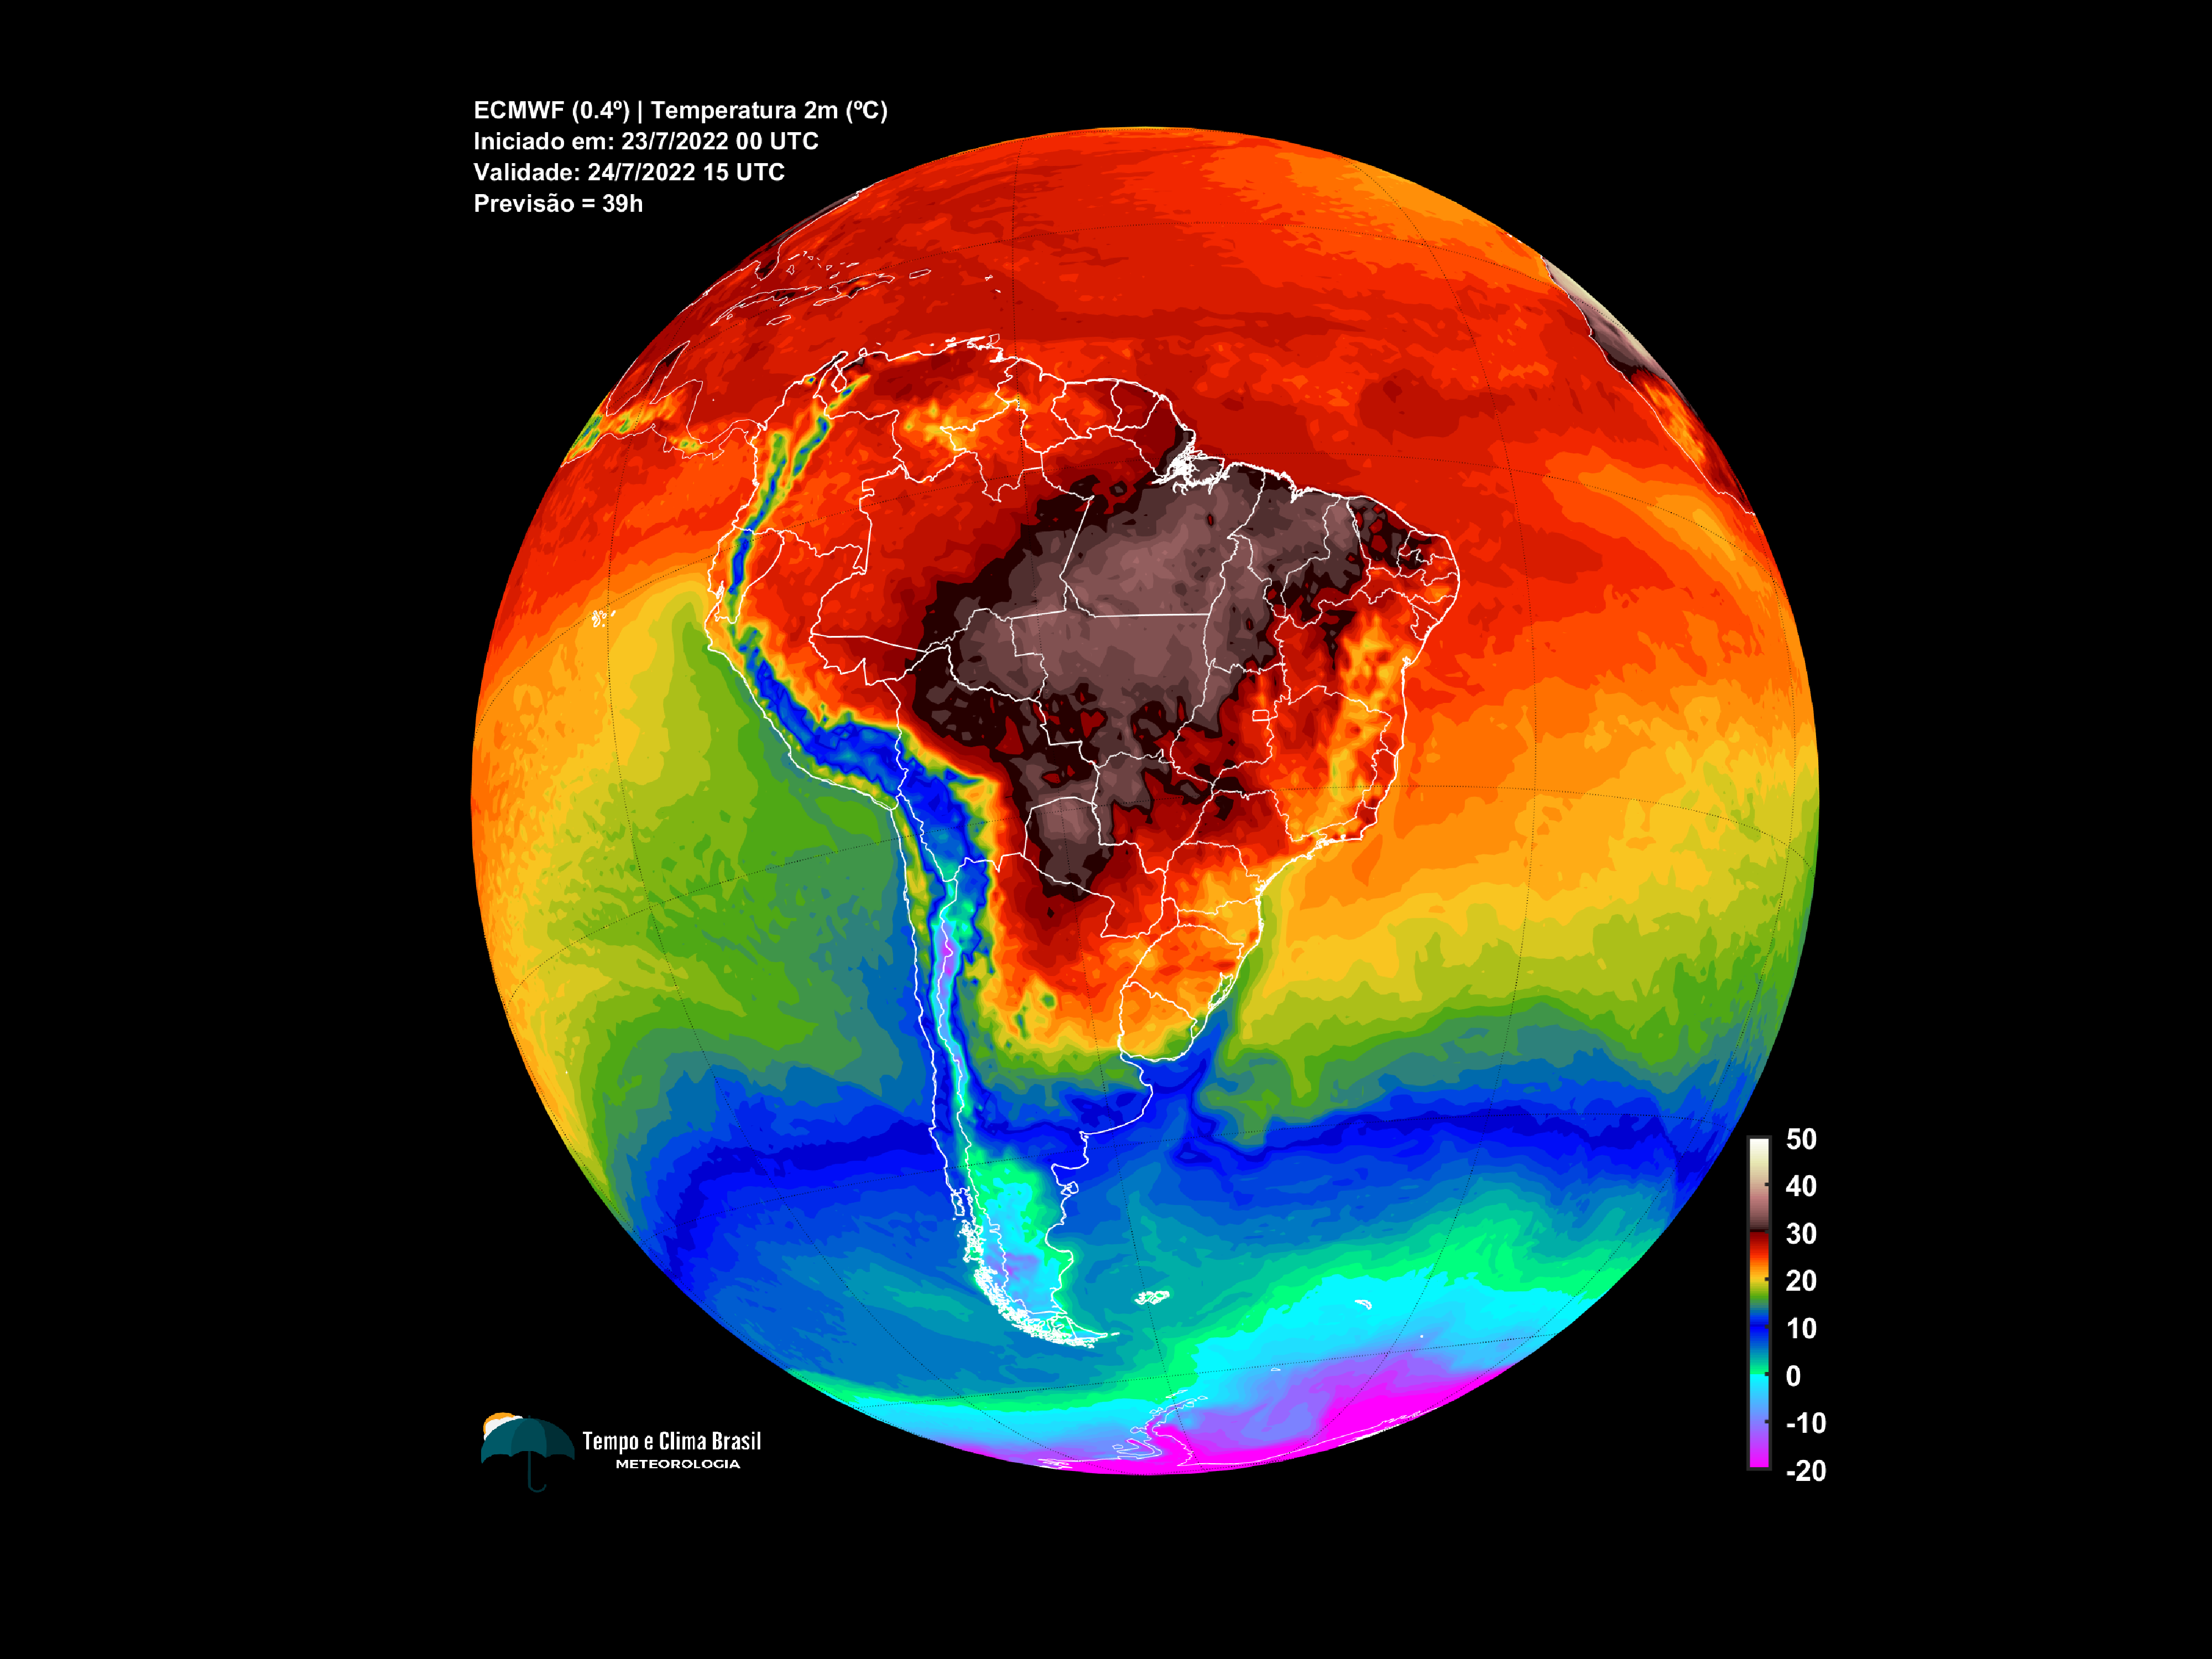 ECMWF (0.4º) | Temperatura 2m (ºC)
Iniciado em: 23/7/2022 00 UTC
Validade: 24/7/2022 15 UTC
Previsão = 39h
50
40
30
20
10
0
-10
-20
Tempo e Clima Brasil
METEOROLOGIA